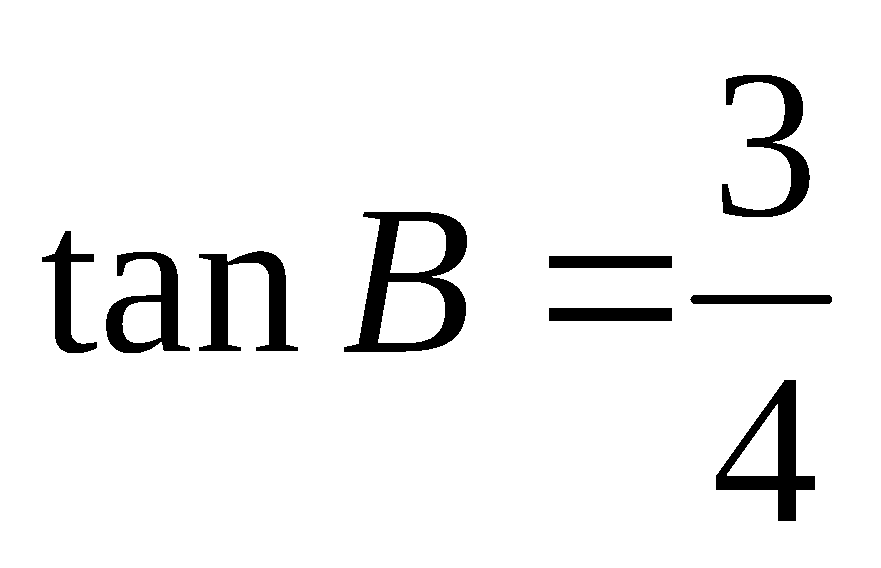 tan B = 3/4